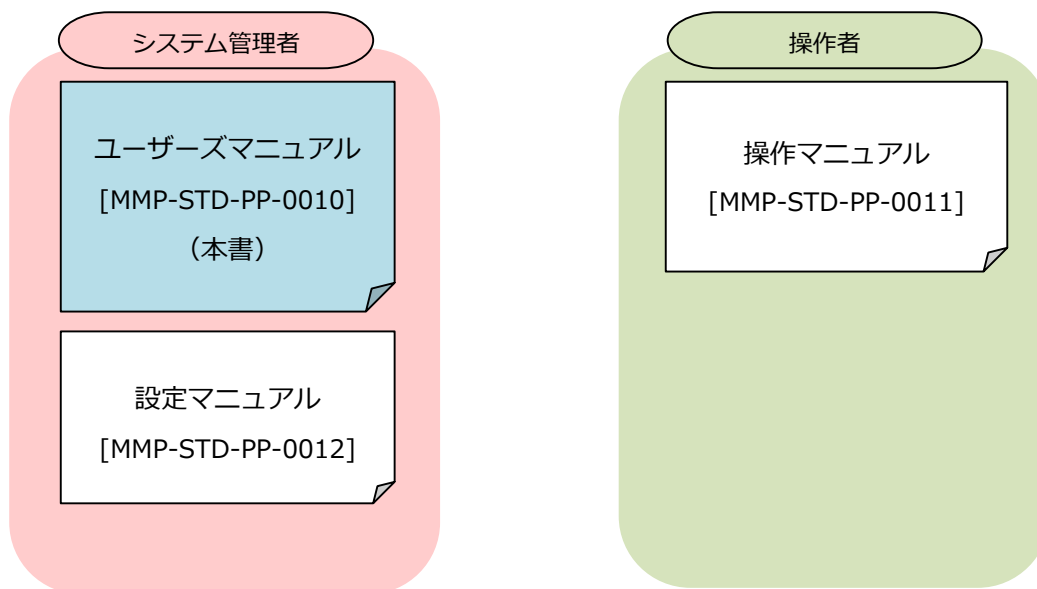 システム管理者
ユーザーズマニュアル
[MMP-STD-PP-0010]
（本書）
設定マニュアル
[MMP-STD-PP-0012]
操作者
操作マニュアル
[MMP-STD-PP-0011]